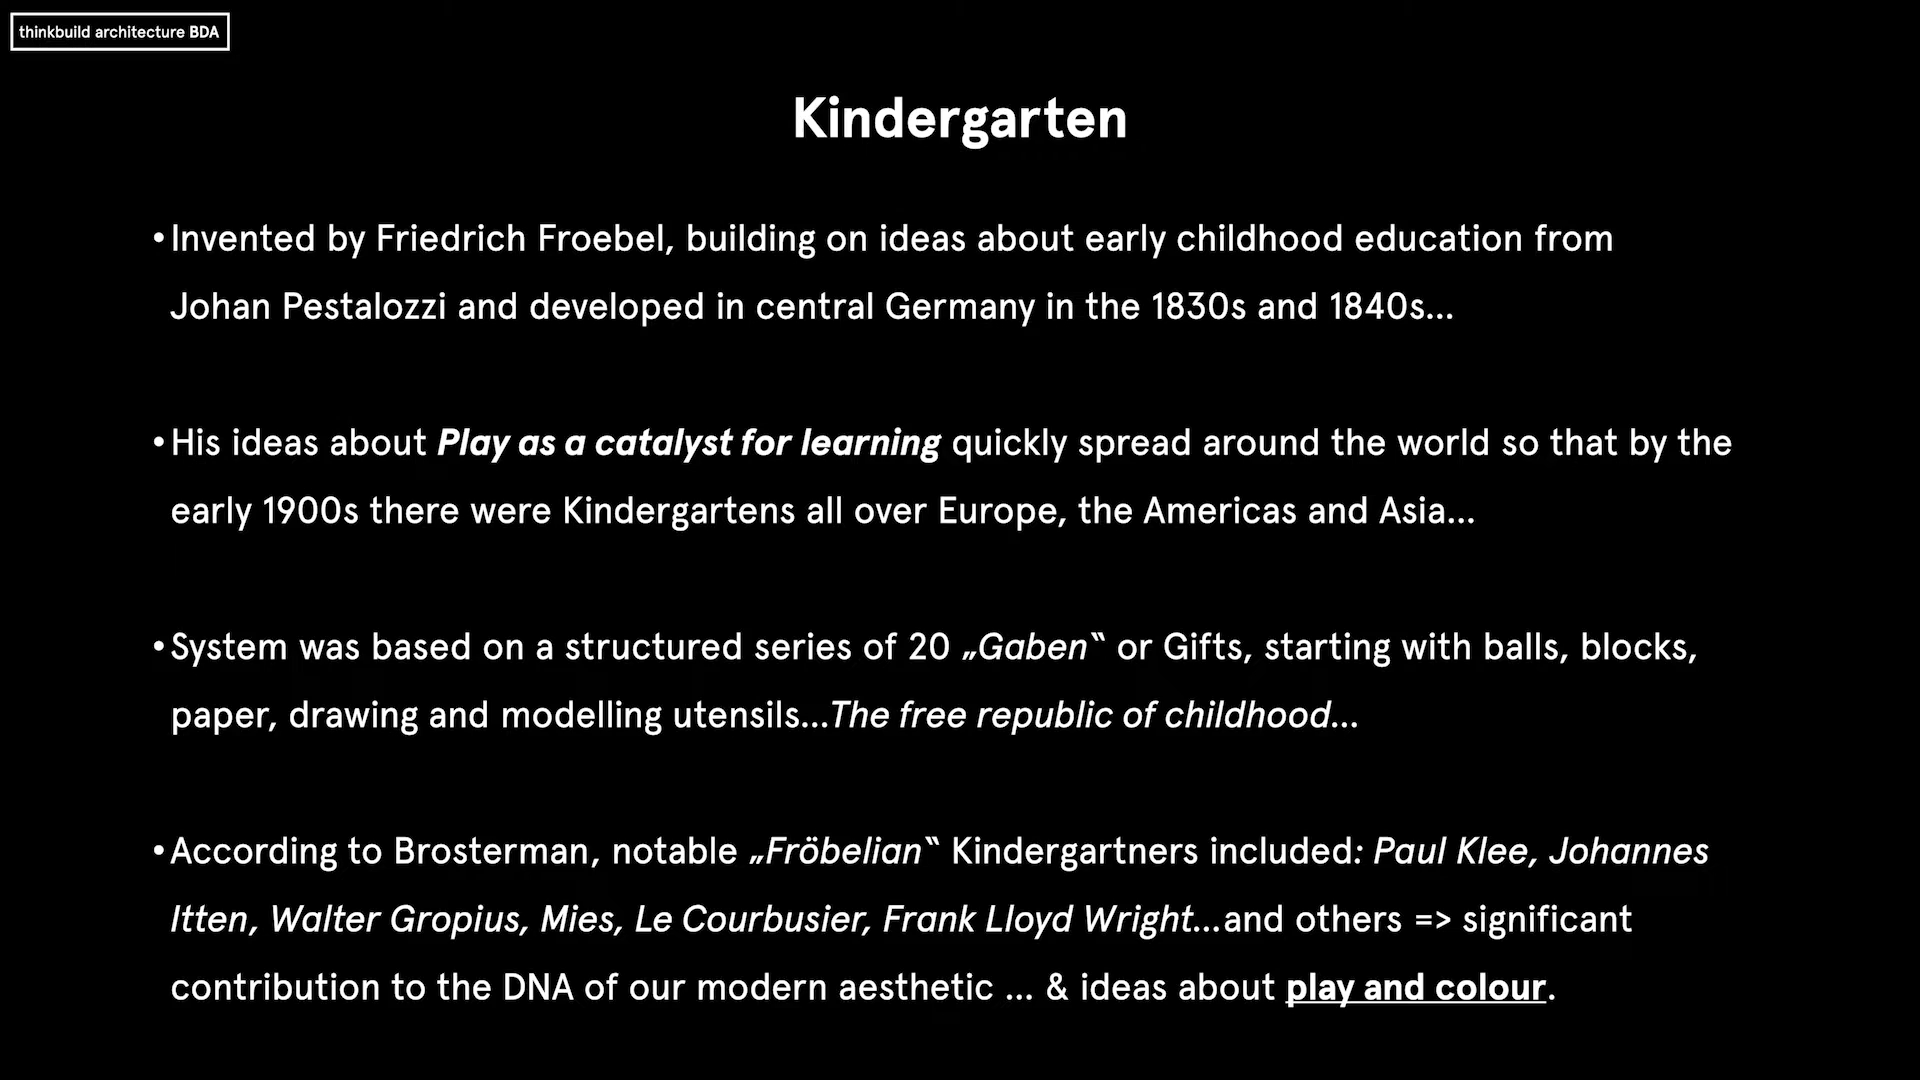 thinkbuild architecture BDA
Kindergarten
• Invented by Friedrich Froebel, building on ideas about early childhood education from
Johan Pestalozzi and developed in central Germany in the 1830s and 1840s...
• His ideas about Play as a catalyst for learning quickly spread around the world so that by the
early 1900s there were Kindergartens all over Europe, the Americas and Asia...
• System was based on a structured series of 20 „Gaben‟ or Gifts, starting with balls, blocks,
paper, drawing and modelling utensils...The free republic of childhood...
• According to Brosterman, notable „Fröbelian‟ Kindergartners included: Paul Klee, Johannes
Itten, Walter Gropius, Mies, Le Courbusier, Frank Lloyd Wright...and others => significant
contribution to the DNA of our modern aesthetic ... & ideas about play and colour.